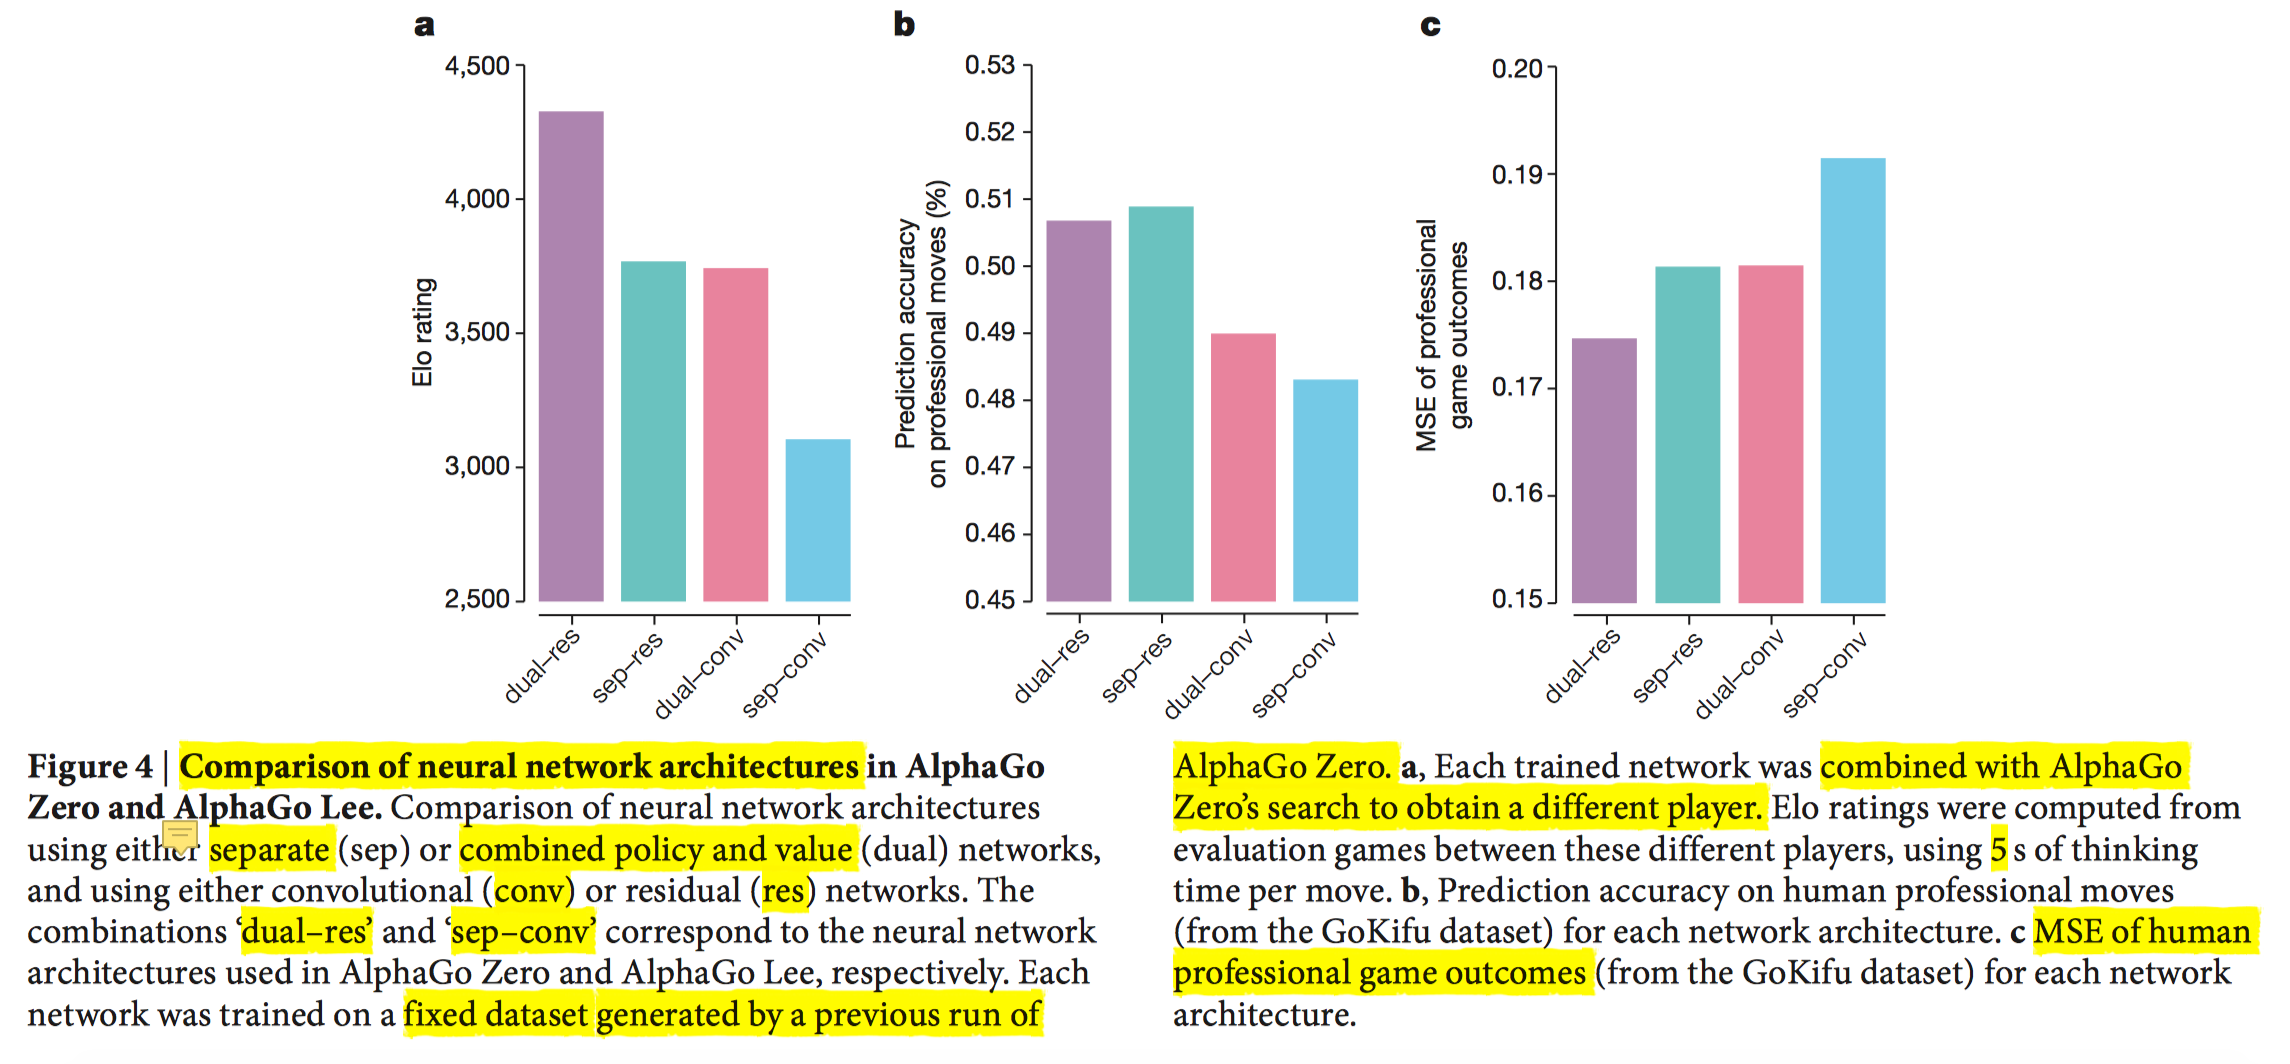 a
4,500
4,000
3,500
3,000
2,500
Elo rating
dual–res
sep–res
dual–conv
sep–conv
b
0.53
0.52
0.51
0.50
0.49
0.48
0.47
0.46
0.45
Prediction accuracy
on professional moves (%)
dual–res
sep–res
dual–conv
sep–conv
c
0.20
0.19
0.18
0.17
0.16
0.15
MSE of professional
game outcomes
dual–res
sep–res
dual–conv
sep–conv
Figure 4 | Comparison of neural network architectures in AlphaGo
Zero and AlphaGo Lee. Comparison of neural network architectures
using either separate (sep) or combined policy and value (dual) networks,
and using either convolutional (conv) or residual (res) networks. The
combinations ‘dual–res’ and ‘sep–conv’ correspond to the neural network
architectures used in AlphaGo Zero and AlphaGo Lee, respectively. Each
network was trained on a fixed dataset generated by a previous run of
AlphaGo Zero. a, Each trained network was combined with AlphaGo
Zero’s search to obtain a different player. Elo ratings were computed from
evaluation games between these different players, using 5 s of thinking
time per move. b, Prediction accuracy on human professional moves
(from the GoKifu dataset) for each network architecture. c MSE of human
professional game outcomes (from the GoKifu dataset) for each network
architecture.